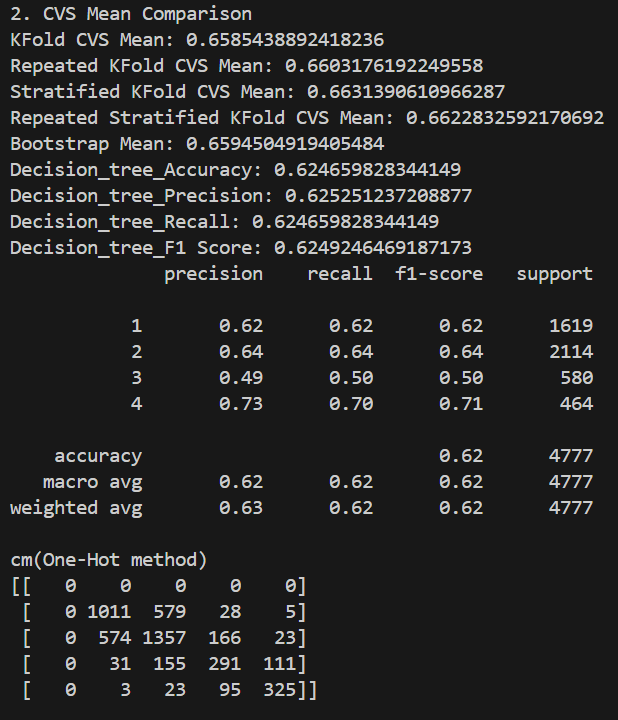 2. CVS Mean Comparison
KFold CVS Mean: 0.6585438892418236
Repeated KFold CVS Mean: 0.6603176192249558
Stratified KFold CVS Mean: 0.6631390610966287
Repeated Stratified KFold CVS Mean: 0.6622832592170692
Bootstrap Mean: 0.6594504919405484
Decision_tree_Accuracy: 0.624659828344149
Decision_tree_Precision: 0.625251237208877
Decision_tree_Recall: 0.624659828344149
Decision_tree_F1 Score: 0.6249246469187173
precision recall f1-score support
1 0.62 0.62 0.62 1619
2 0.64 0.64 0.64 2114
3 0.49 0.50 0.50 580
4 0.73 0.70 0.71 464
accuracy 0.62 4777
macro avg 0.62 0.62 0.62 4777
weighted avg 0.63 0.62 0.62 4777
cm(One-Hot method)
[[ 0 0 0 0 0]
[ 0 1011 579 28 5]
[ 0 574 1357 166 23]
[ 0 31 155 291 111]
[ 0 3 23 95 325]]